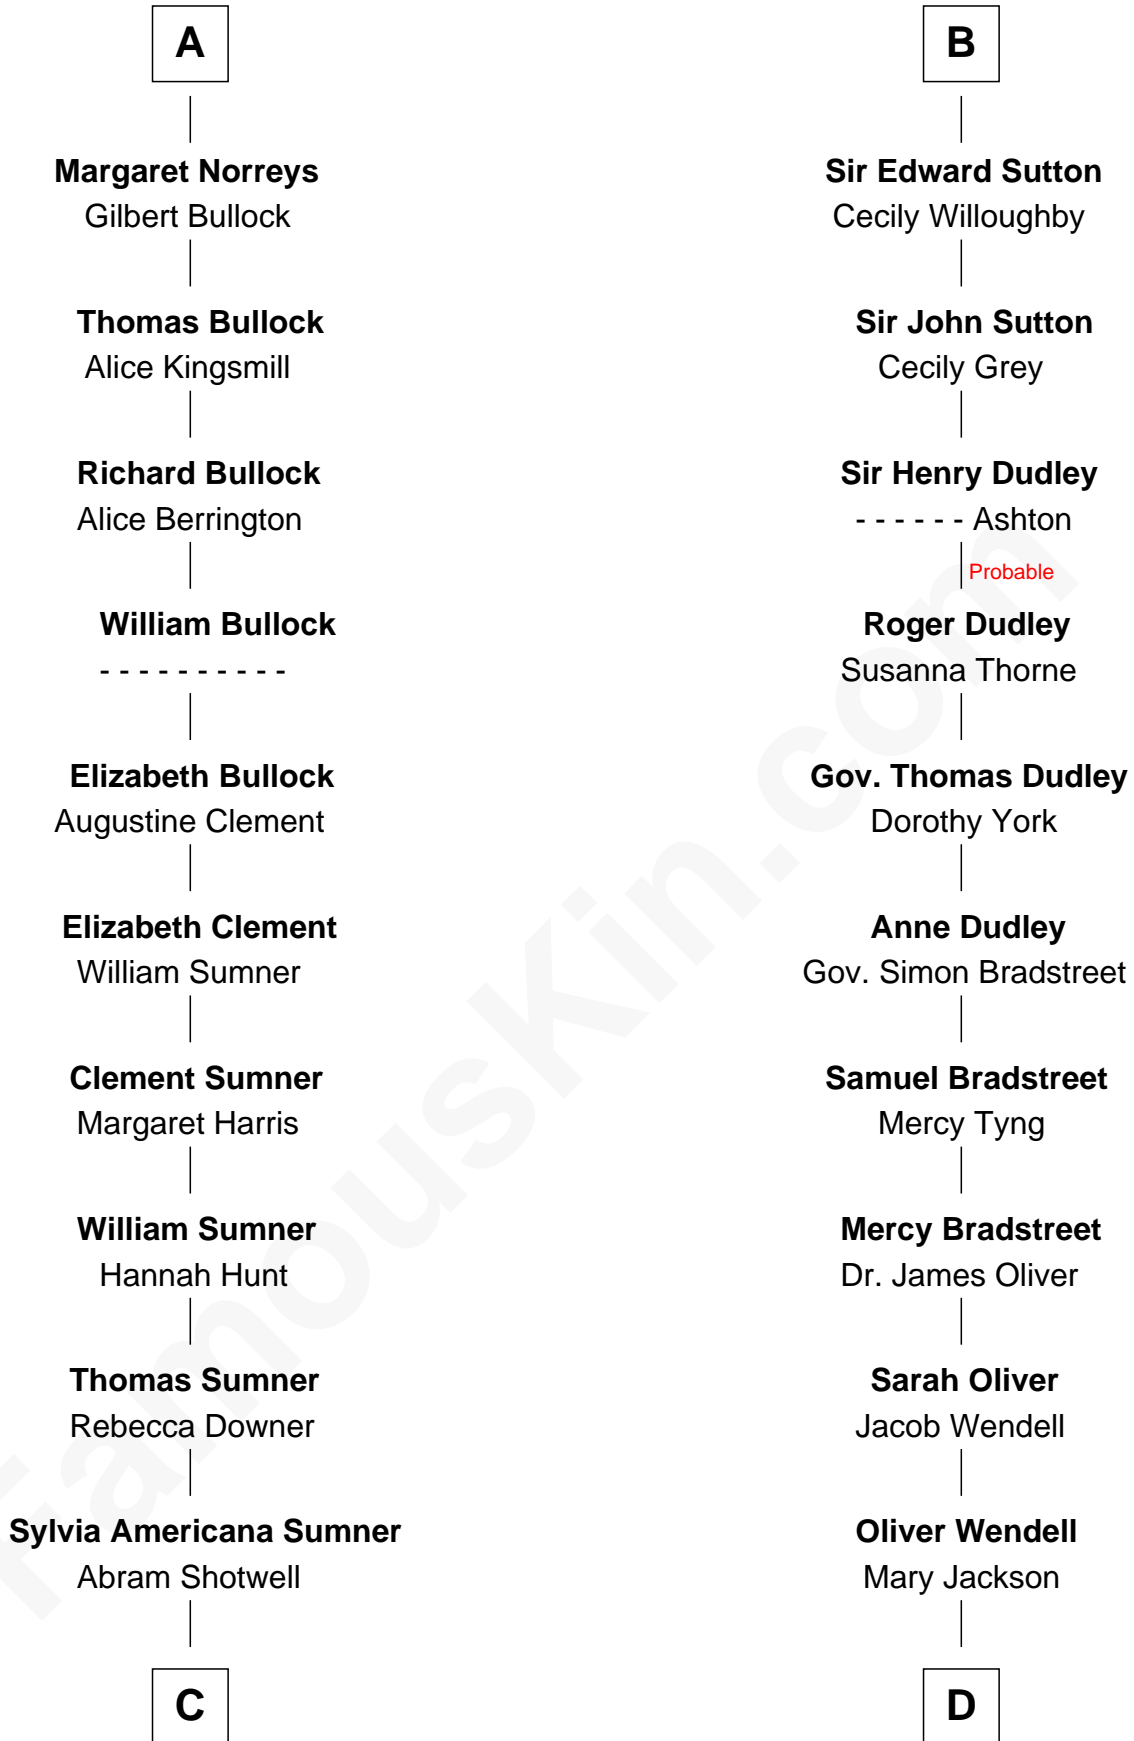 A
Margaret Norreys
Gilbert Bullock
Thomas Bullock
Alice Kingsmill
Richard Bullock
Alice Berrington
William Bullock
- - - - - - - - - -
Elizabeth Bullock
Augustine Clement
Elizabeth Clement
William Sumner
Clement Sumner
Margaret Harris
William Sumner
Hannah Hunt
Thomas Sumner
Rebecca Downer
Sylvia Americana Sumner
Abram Shotwell
C
B
Sir Edward Sutton
Cecily Willoughby
Sir John Sutton
Cecily Grey
Sir Henry Dudley
- - - - - - Ashton
Probable
Roger Dudley
Susanna Thorne
Gov. Thomas Dudley
Dorothy York
Anne Dudley
Gov. Simon Bradstreet
Samuel Bradstreet
Mercy Tyng
Mercy Bradstreet
Dr. James Oliver
Sarah Oliver
Jacob Wendell
Oliver Wendell
Mary Jackson
D
FamousKin.com